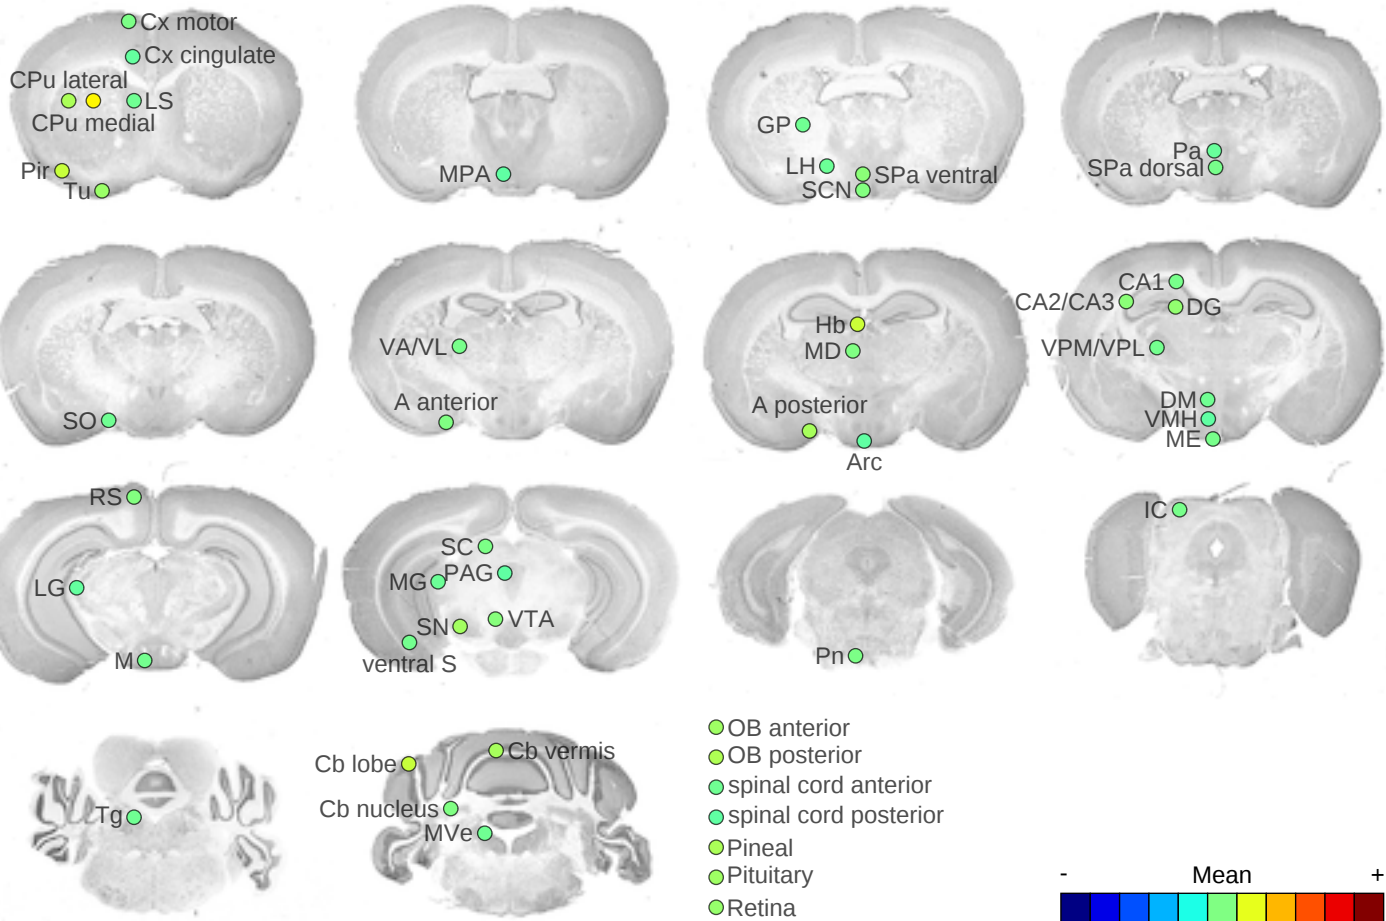 Cx motor
Cx cingulate
CPu lateral
LS
CPu medial
Pir
Tu
MPA
GP
LH
SPa ventral
SCN
Pa
SPa dorsal
SO
VA/VL
A anterior
Hb
MD
A posterior
Arc
CA1
CA2/CA3
DG
VPM/VPL
DM
VMH
ME
RS
LG
M
SC
MG
PAG
SN
VTA
ventral S
Pn
IC
Tg
Cb lobe
Cb vermis
Cb nucleus
MVe
OB anterior
OB posterior
spinal cord anterior
spinal cord posterior
Pineal
Pituitary
Retina
- Mean +